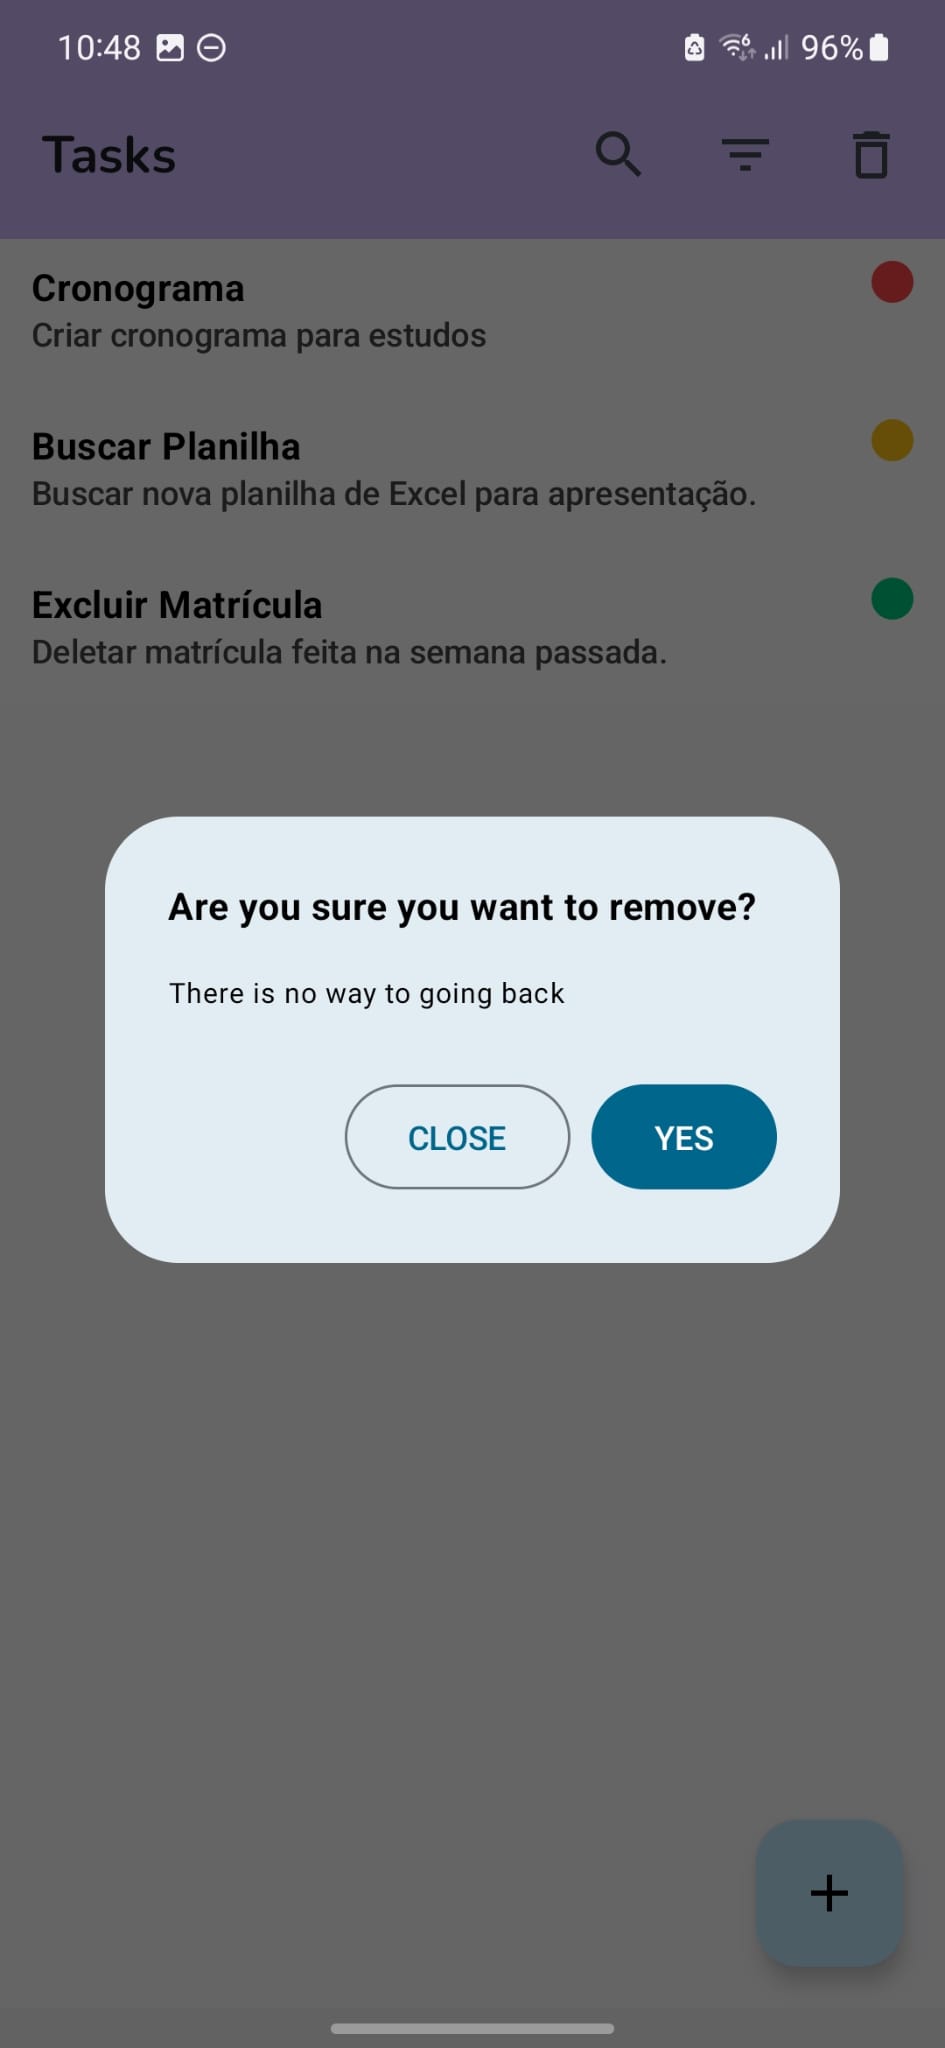 10:48
96%
Tasks
Cronograma
Criar cronograma para estudos
Buscar Planilha
Buscar nova planilha de Excel para apresentação.
Excluir Matrícula
Deletar matrícula feita na semana passada.
Are you sure you want to remove?
There is no way to going back
CLOSE YES